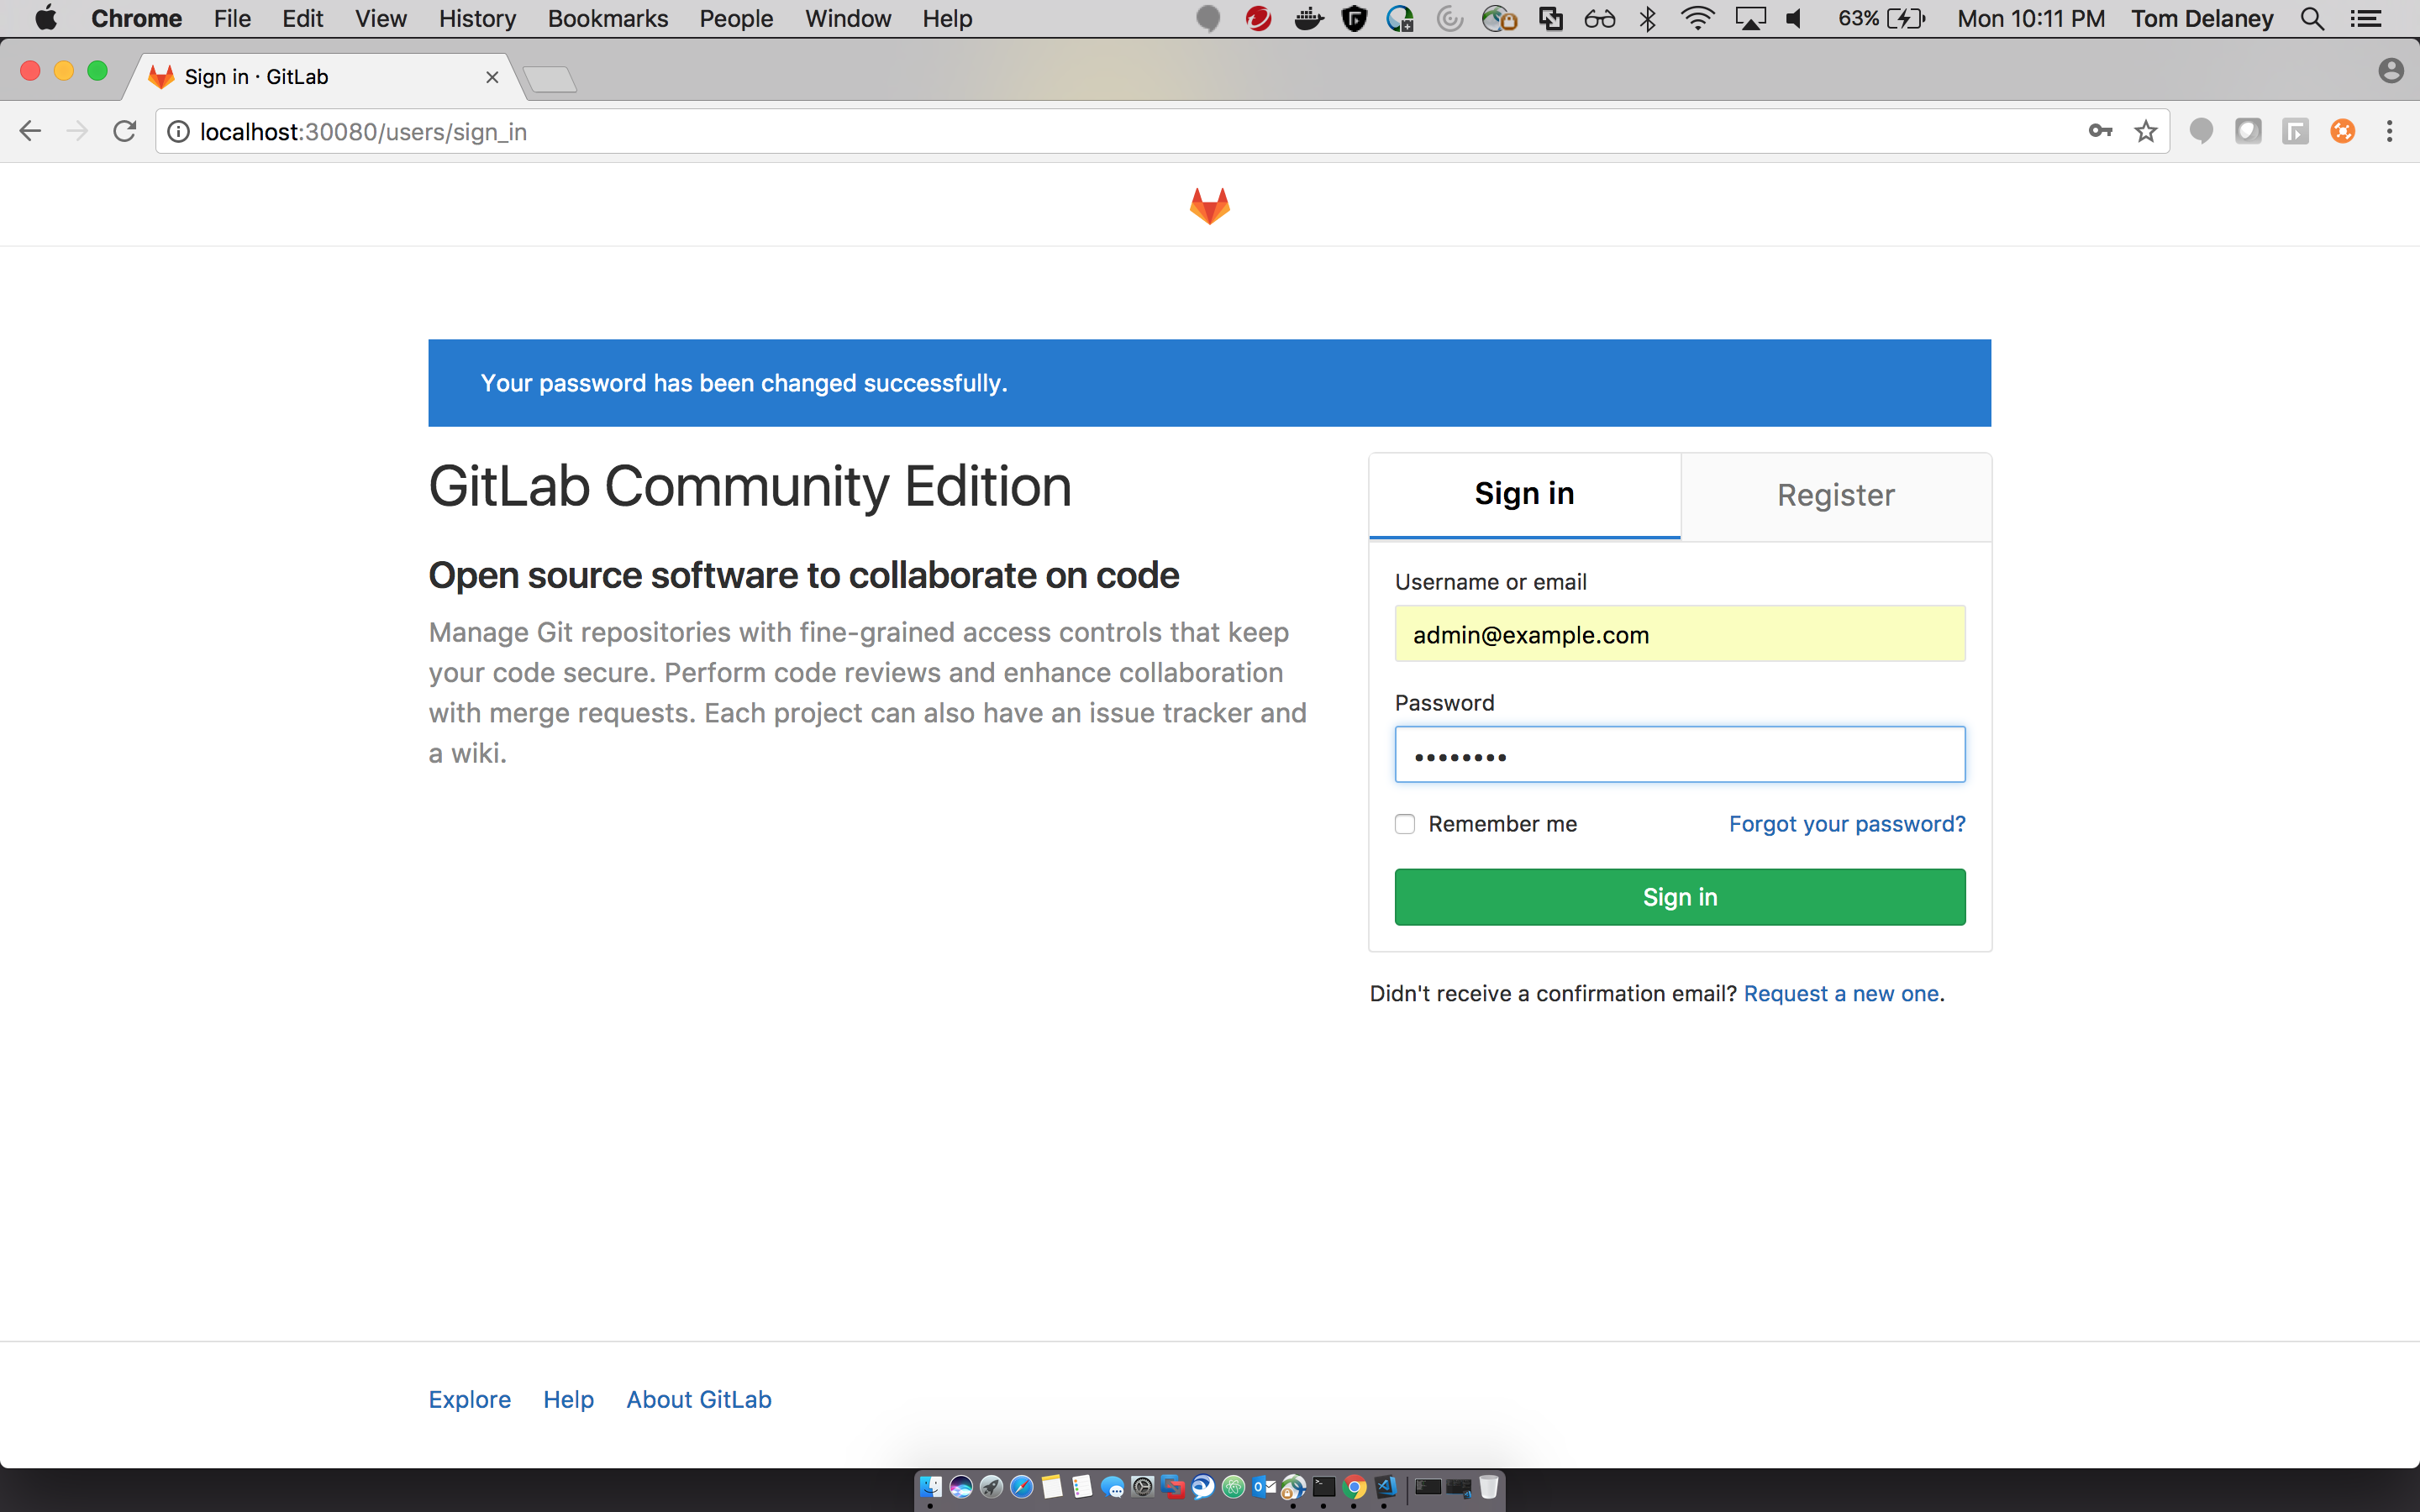 Chrome File Edit View History Bookmarks People Window Help 63% Mon 10:11 PM Tom Delaney
Sign in · GitLab
localhost:30080/users/sign_in
Your password has been changed successfully.
GitLab Community Edition
Open source software to collaborate on code
Manage Git repositories with fine-grained access controls that keep
your code secure. Perform code reviews and enhance collaboration
with merge requests. Each project can also have an issue tracker and
a wiki.
Sign in Register
Username or email
admin@example.com
Password
••••••••
Remember me Forgot your password?
Sign in
Didn't receive a confirmation email? Request a new one.
Explore Help About GitLab